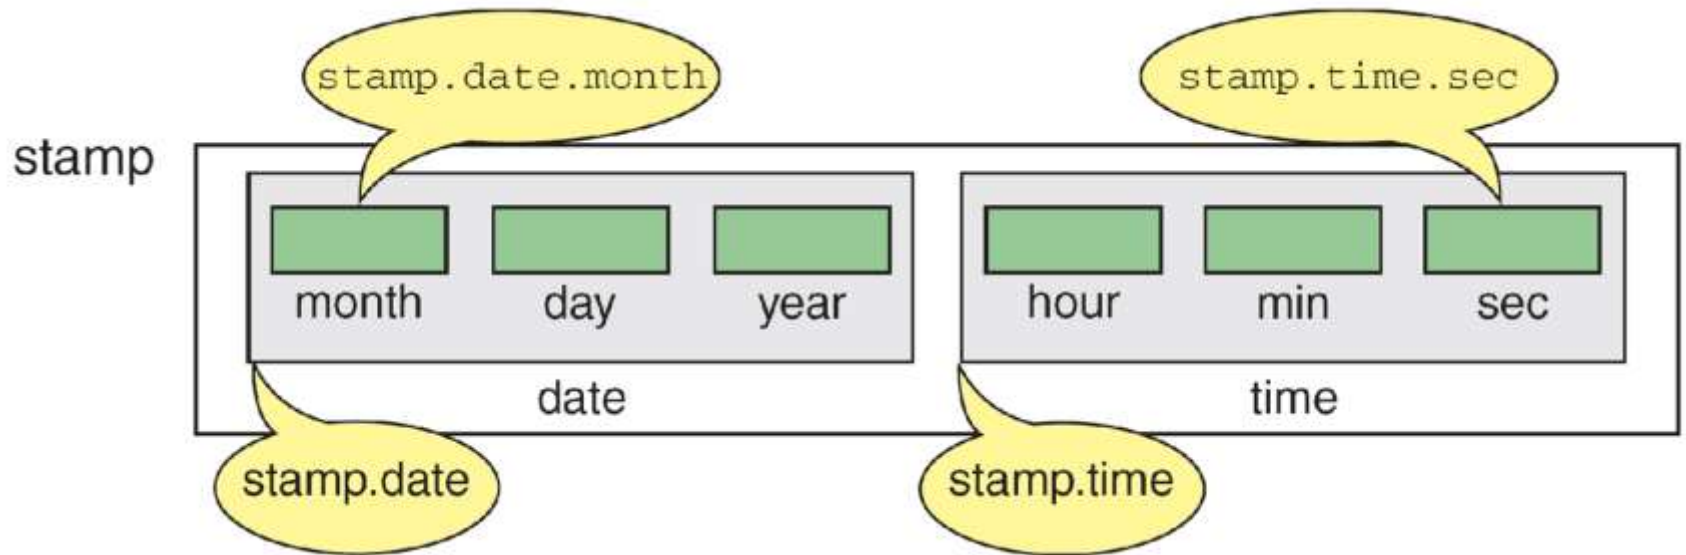 stamp.date.month
stamp.time.sec
stamp
month day year hour min sec
date time
stamp.date stamp.time